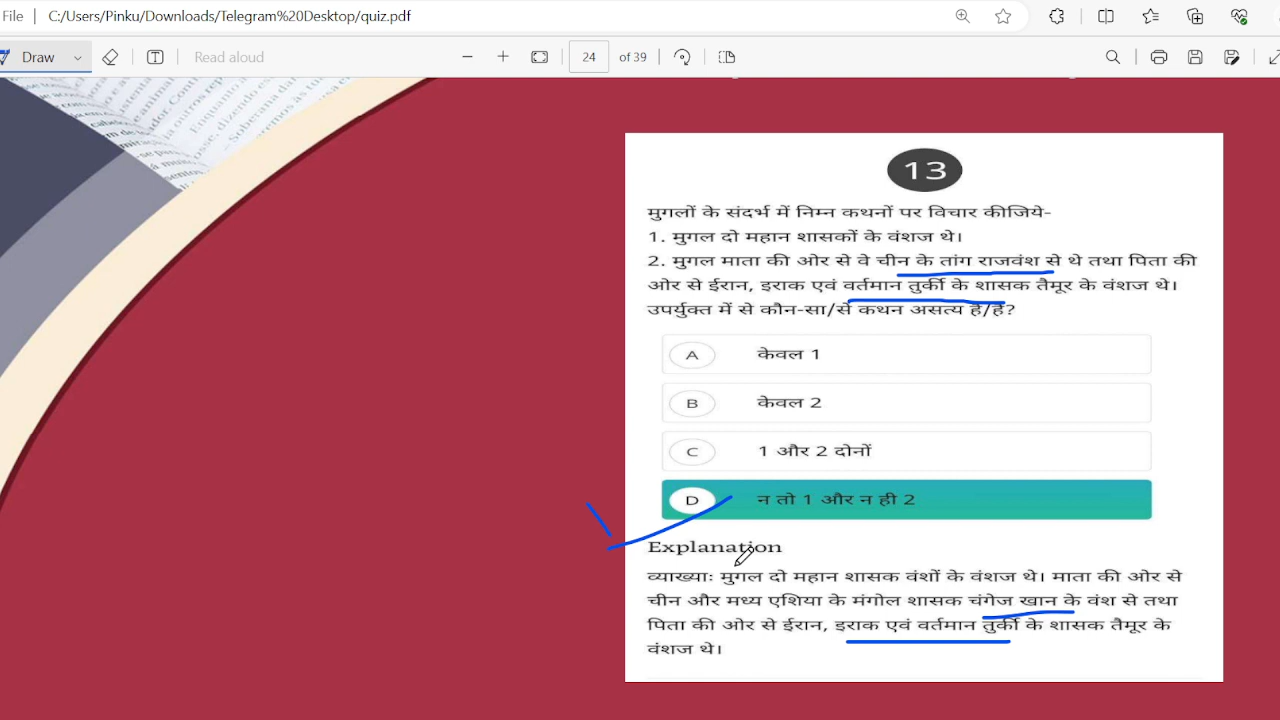 File | C:/Users/Pinku/Downloads/Telegram%20Desktop/quiz.pdf
Draw
Read aloud
24 of 39
13
मुगलों के संदर्भ में निम्न कथनों पर विचार कीजिये-
1. मुगल दो महान शासकों के वंशज थे।
2. मुगल माता की ओर से वे चीन के तांग राजवंश से थे तथा पिता की
ओर से ईरान, इराक एवं वर्तमान तुर्की के शासक तैमूर के वंशज थे।
उपर्युक्त में से कौन-सा/से कथन असत्य है/हैं?
A केवल 1
B केवल 2
C 1 और 2 दोनों
D न तो 1 और न ही 2
Explanation
व्याख्याः मुगल दो महान शासक वंशों के वंशज थे। माता की ओर से
चीन और मध्य एशिया के मंगोल शासक चंगेज खान के वंश से तथा
पिता की ओर से ईरान, इराक एवं वर्तमान तुर्की के शासक तैमूर के
वंशज थे।